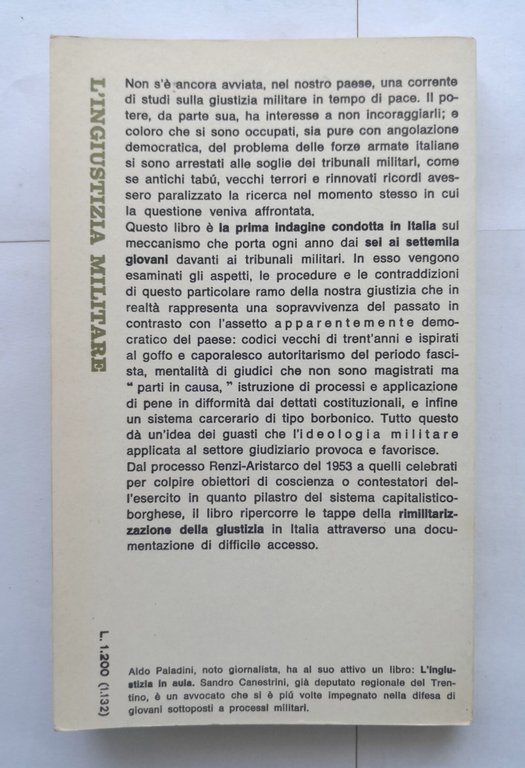 L'INGIUSTIZIA MILITARE
Non s'è ancora avviata, nel nostro paese, una corrente
di studi sulla giustizia militare in tempo di pace. Il po-
tere, da parte sua, ha interesse a non incoraggiarli; e
coloro che si sono occupati, sia pure con angolazione
democratica, del problema delle forze armate italiane
si sono arrestati alle soglie dei tribunali militari, come
se antichi tabú, vecchi terrori e rinnovati ricordi aves-
sero paralizzato la ricerca nel momento stesso in cui
la questione veniva affrontata.
Questo libro è la prima indagine condotta in Italia sul
meccanismo che porta ogni anno dai sei ai settemila
giovani davanti ai tribunali militari. In esso vengono
esaminati gli aspetti, le procedure e le contraddizioni
di questo particolare ramo della nostra giustizia che in
realtà rappresenta una sopravvivenza del passato in
contrasto con l'assetto apparentemente demo-
cratico del paese: codici vecchi di trent'anni e ispirati
al goffo e caporalesco autoritarismo del periodo fasci-
sta, mentalità di giudici che non sono magistrati ma
“ parti in causa, ” istruzione di processi e applicazione
di pene in difformità dai dettati costituzionali, e infine
un sistema carcerario di tipo borbonico. Tutto questo
dà un'idea dei guasti che l'ideologia militare
applicata al settore giudiziario provoca e favorisce.
Dal processo Renzi-Aristarco del 1953 a quelli celebrati
per colpire obiettori di coscienza o contestatori del-
l'esercito in quanto pilastro del sistema capitalistico-
borghese, il libro ripercorre le tappe della rimilitariz-
zazione della giustizia in Italia attraverso una docu-
mentazione di difficile accesso.
L. 1.200 (1.132)
Aldo Paladini, noto giornalista, ha al suo attivo un libro: L'ingiu-
stizia in aula. Sandro Canestrini, già deputato regionale del Tren-
tino, è un avvocato che si è piú volte impegnato nella difesa di
giovani sottoposti a processi militari.